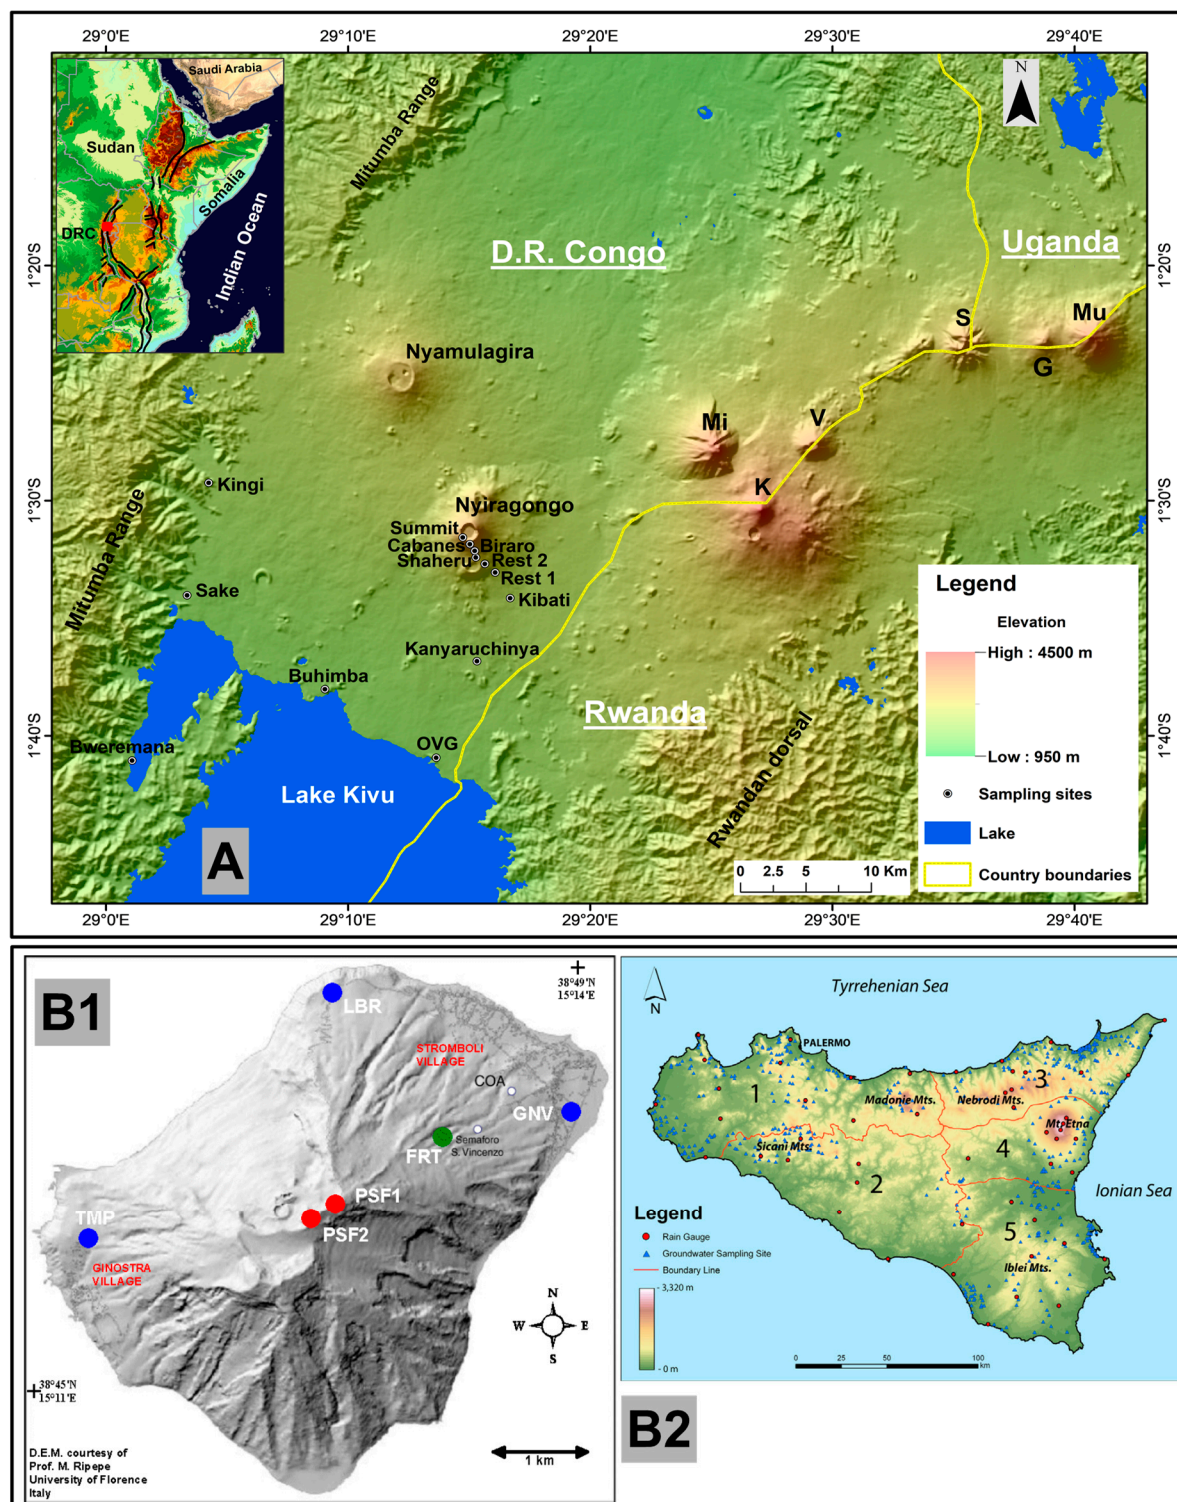 29°0'E
29°10'E
29°20'E
29°30'E
29°40'E
Saudi Arabia
Sudan
Somalia
DRC
Indian Ocean
Mitumba Range
N
D.R. Congo
Uganda
1°20'S
1°20'S
S
Mu
G
Nyamulagira
Mi
V
K
Kingi
1°30'S
1°30'S
Nyiragongo
Summit
Cabanes
Biraro
Shaheru
Rest 2
Rest 1
Kibati
Mitumba Range
Sake
Kanyaruchinya
Buhimba
Rwanda
Bweremana
OVG
1°40'S
1°40'S
Lake Kivu
Rwandan dorsal
A
Legend
Elevation
High : 4500 m
Low : 950 m
Sampling sites
Lake
Country boundaries
0 2.5 5 10 Km
29°0'E
29°10'E
29°20'E
29°30'E
29°40'E
B1
38°49'N
15°14'E
LBR
STROMBOLI
VILLAGE
COA
GNV
Semaforo
S. Vincenzo
FRT
PSF1
PSF2
TMP
GINOSTRA
VILLAGE
N
W E
S
38°45'N
15°11'E
D.E.M. courtesy of
Prof. M. Ripepe
University of Florence
Italy
1 km
N
Tyrrehenian Sea
PALERMO
1
3
Madonie Mts.
Nebrodi Mts.
Mt. Etna
Sicani Mts.
4
2
Ionian Sea
5
Iblei Mts.
Legend
Rain Gauge
Groundwater Sampling Site
Boundary Line
3,320 m
0 m
0 25 50 100
km
B2